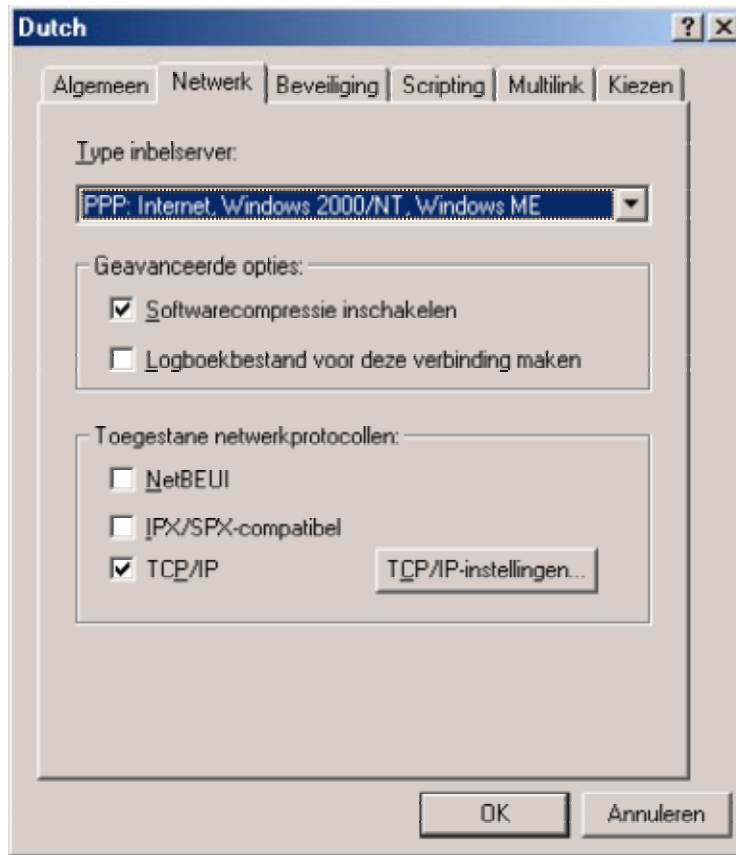 Dutch
Algemeen Netwerk Beveiliging Scripting Multilink Kiezen
Type inbelserver:
PPP: Internet, Windows 2000/NT, Windows ME
Geavanceerde opties:
Softwarecompressie inschakelen
Logboekbestand voor deze verbinding maken
Toegestane netwerkprotocollen:
NetBEUI
IPX/SPX-compatibel
TCP/IP TCP/IP-instellingen...
OK Annuleren